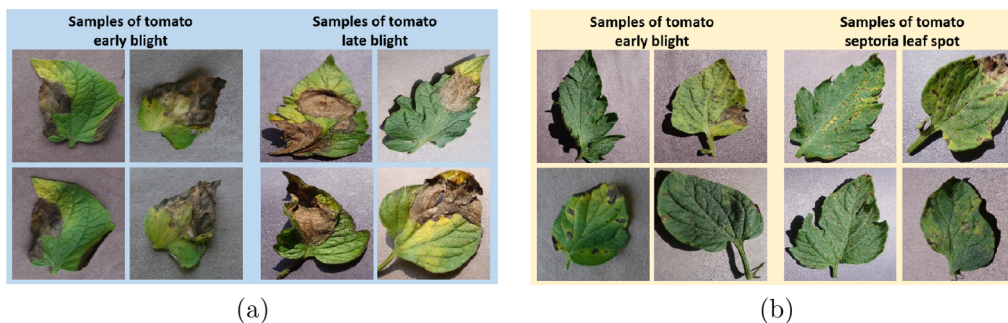 Samples of tomato
early blight
Samples of tomato
late blight
(a)
Samples of tomato
early blight
Samples of tomato
septoria leaf spot
(b)